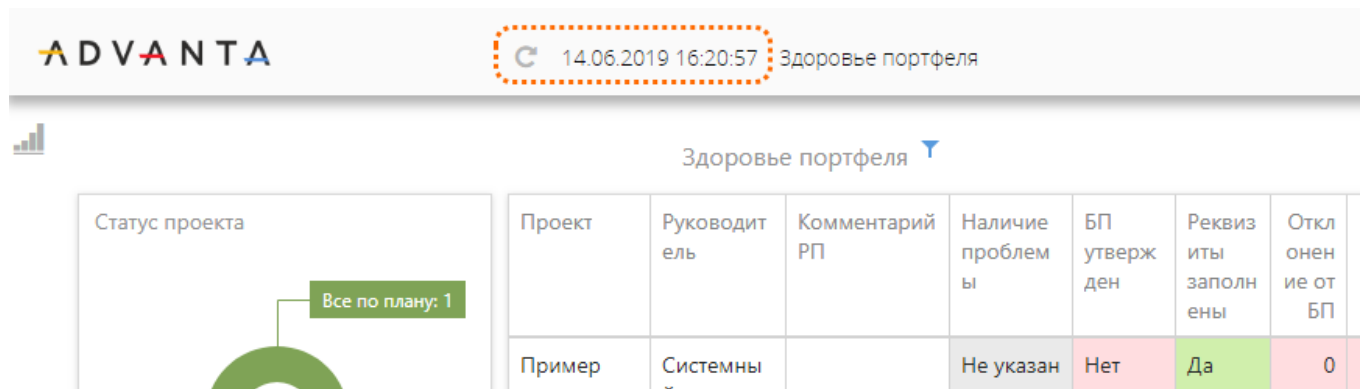 ADVANTA
14.06.2019 16:20:57 Здоровье портфеля
Здоровье портфеля
Статус проекта
Все по плану: 1
Проект
Руководит
ель
Комментарий
РП
Наличие
проблем
ы
БП
утверж
ден
Реквиз
иты
заполн
ены
Откл
онен
ие от
БП
Пример
Системны
Не указан
Нет
Да
0